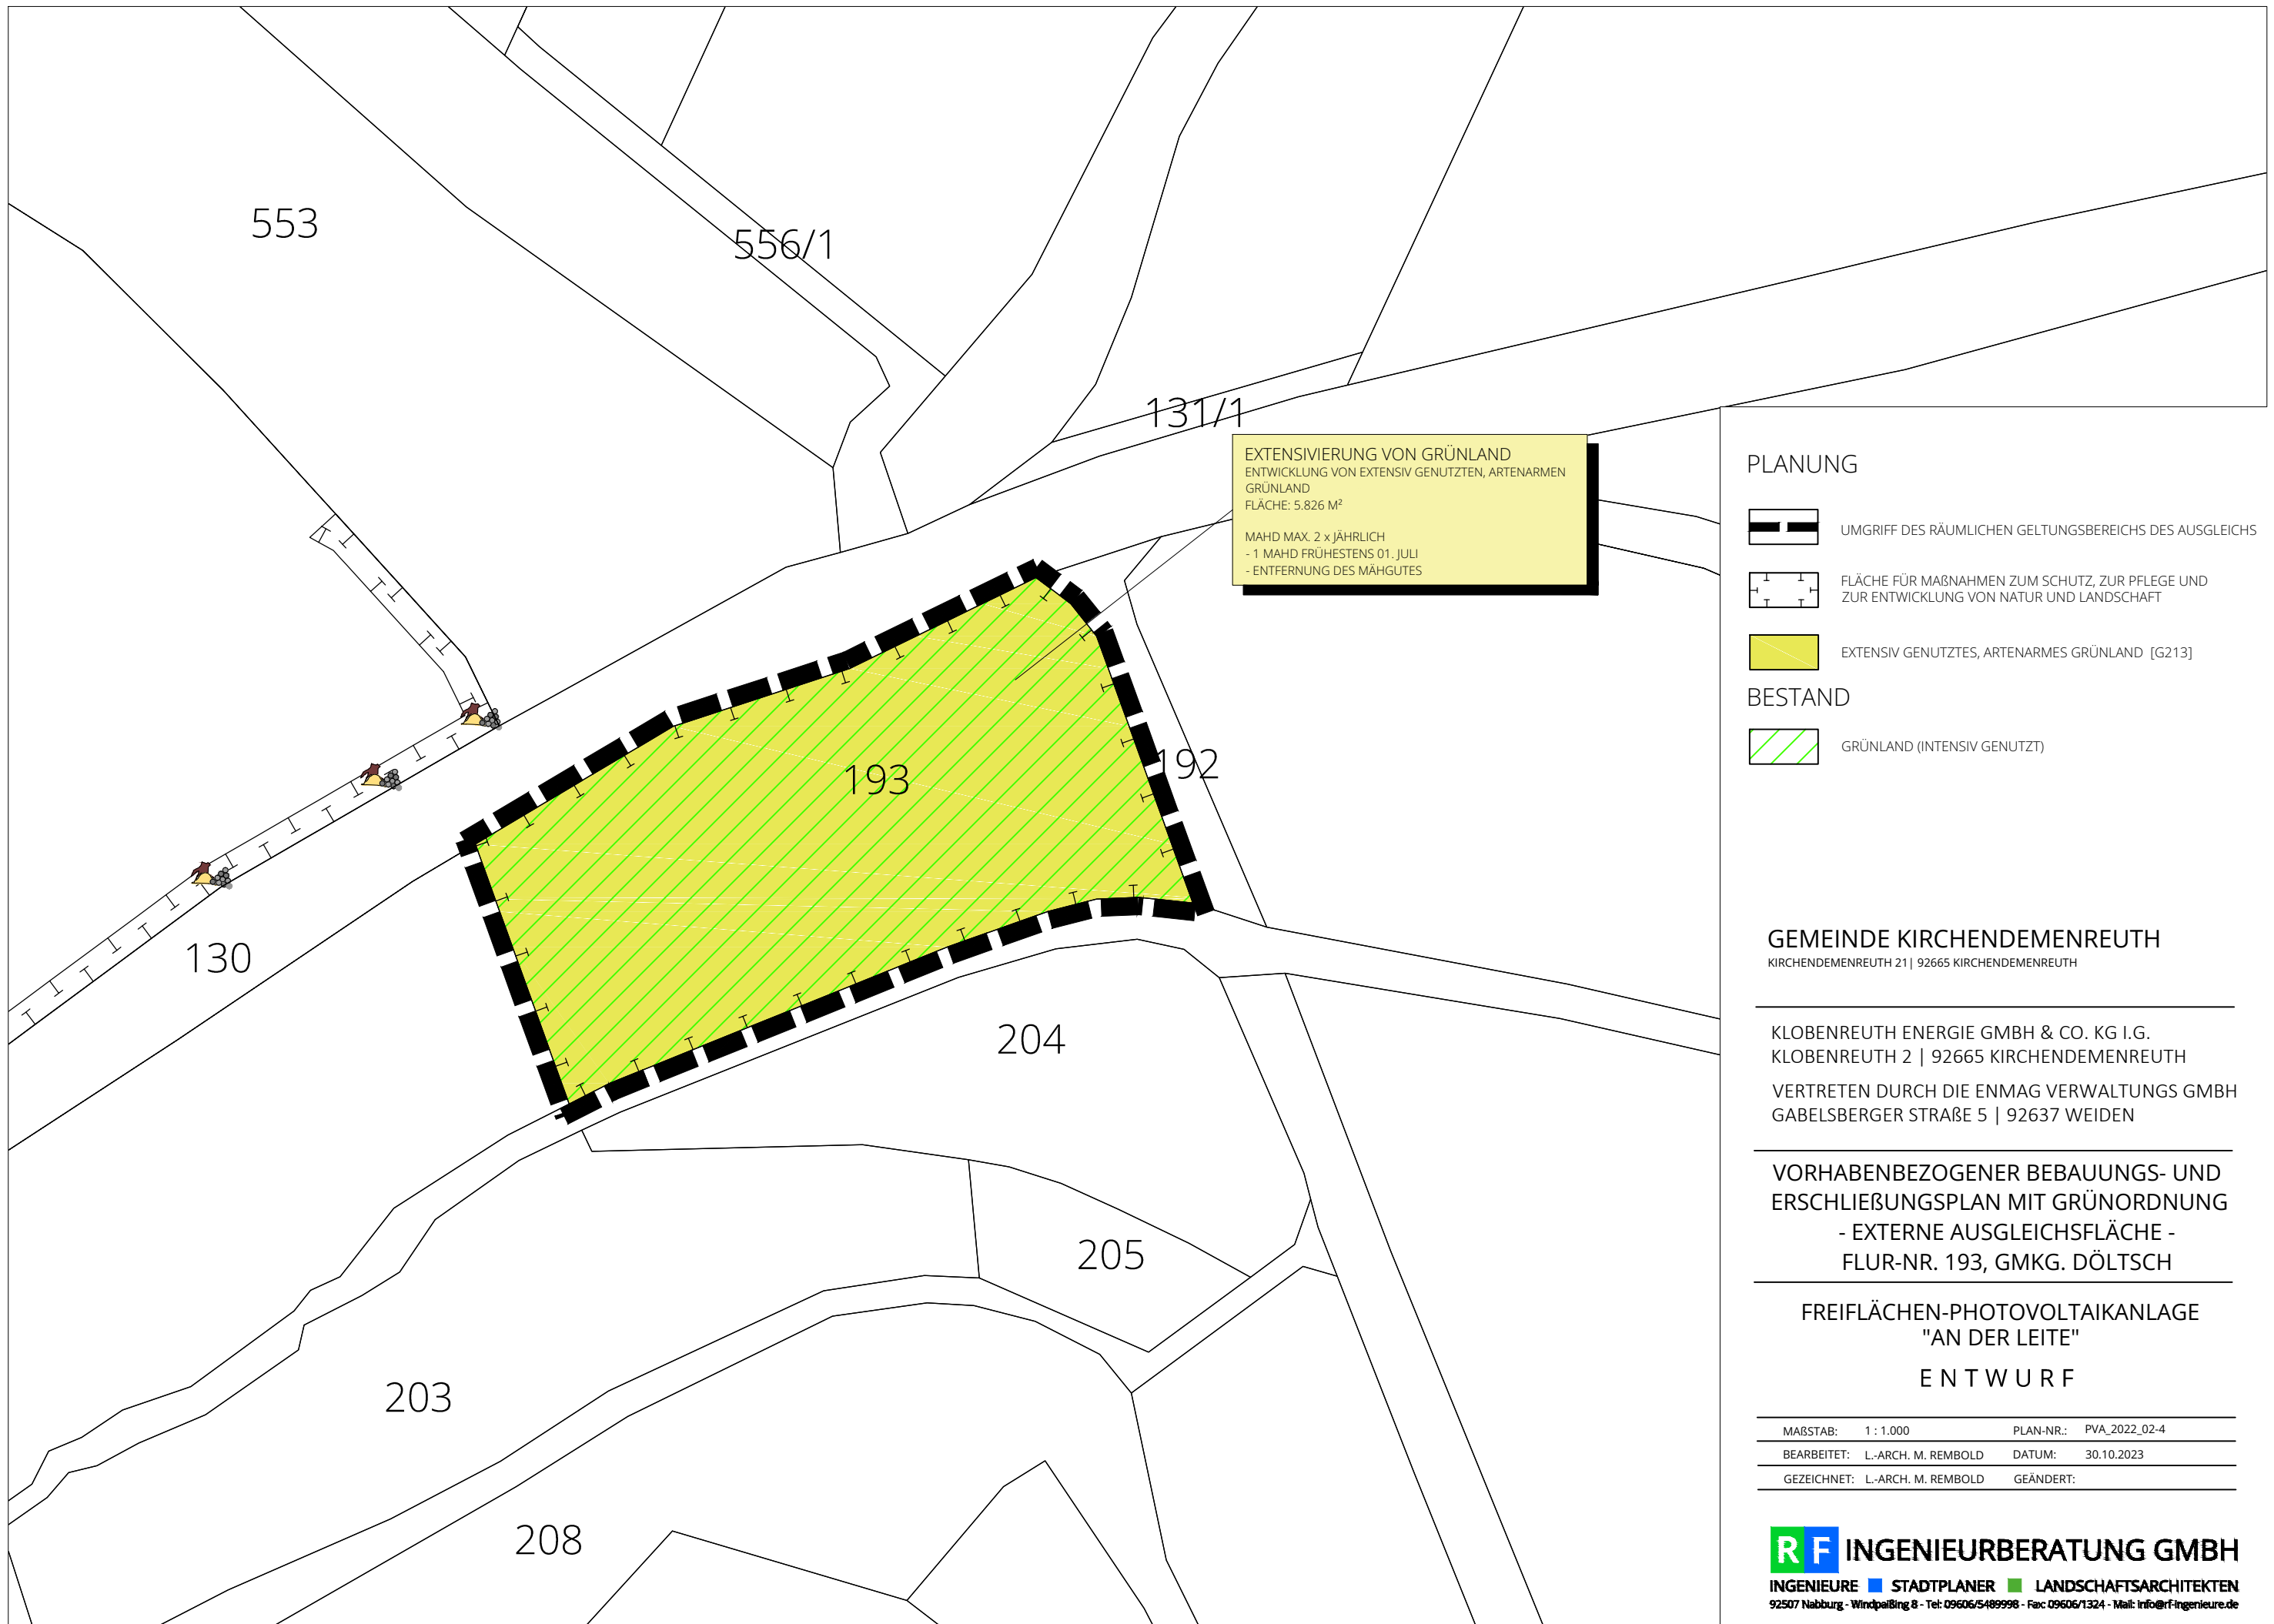 553
556/1
131/1
193
192
130
204
205
203
208
EXTENSIVIERUNG VON GRÜNLAND
ENTWICKLUNG VON EXTENSIV GENUTZTEN, ARTENARMEN
GRÜNLAND
FLÄCHE: 5.826 M²
MAHD MAX. 2 x JÄHRLICH
- 1 MAHD FRÜHESTENS 01. JULI
- ENTFERNUNG DES MÄHGUTES
PLANUNG
UMGRIFF DES RÄUMLICHEN GELTUNGSBEREICHS DES AUSGLEICHS
FLÄCHE FÜR MAßNAHMEN ZUM SCHUTZ, ZUR PFLEGE UND
ZUR ENTWICKLUNG VON NATUR UND LANDSCHAFT
EXTENSIV GENUTZTES, ARTENARMES GRÜNLAND [G213]
BESTAND
GRÜNLAND (INTENSIV GENUTZT)
GEMEINDE KIRCHENDEMENREUTH
KIRCHENDEMENREUTH 21| 92665 KIRCHENDEMENREUTH
KLOBENREUTH ENERGIE GMBH & CO. KG I.G.
KLOBENREUTH 2 | 92665 KIRCHENDEMENREUTH
VERTRETEN DURCH DIE ENMAG VERWALTUNGS GMBH
GABELSBERGER STRAßE 5 | 92637 WEIDEN
VORHABENBEZOGENER BEBAUUNGS- UND
ERSCHLIEßUNGSPLAN MIT GRÜNORDNUNG
- EXTERNE AUSGLEICHSFLÄCHE -
FLUR-NR. 193, GMKG. DÖLTSCH
FREIFLÄCHEN-PHOTOVOLTAIKANLAGE
"AN DER LEITE"
E N T W U R F
MAßSTAB: 1 : 1.000 PLAN-NR.: PVA_2022_02-4
BEARBEITET: L.-ARCH. M. REMBOLD DATUM: 30.10.2023
GEZEICHNET: L.-ARCH. M. REMBOLD GEÄNDERT:
RF INGENIEURBERATUNG GMBH
INGENIEURE STADTPLANER LANDSCHAFTSARCHITEKTEN
92507 Nabburg - Windpaißing 8 - Tel: 09606/5489998 - Fax: 09606/1324 - Mail: info@rf-ingenieure.de